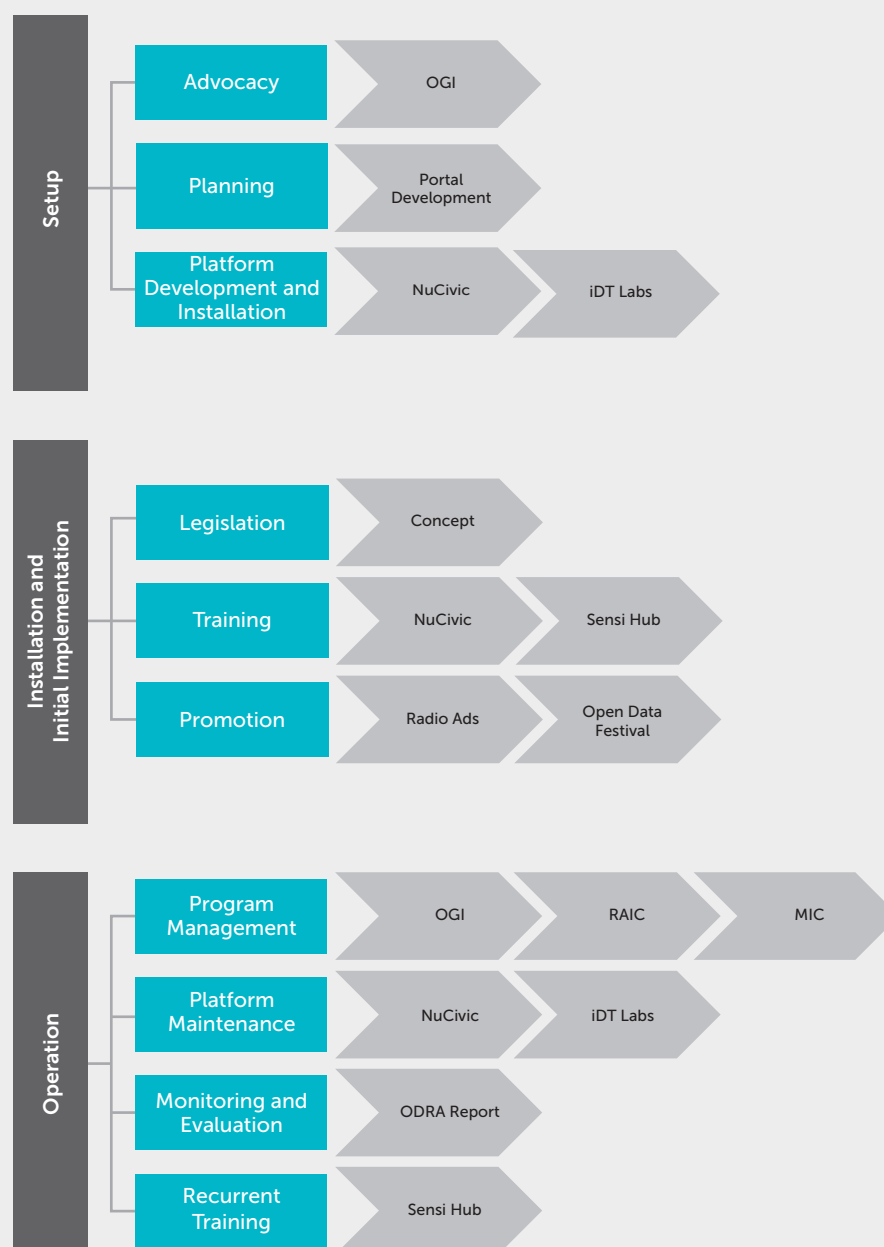 Setup
Advocacy
OGI
Planning
Portal
Development
Platform
Development and
Installation
NuCivic
iDT Labs
Installation and
Initial Implementation
Legislation
Concept
Training
NuCivic
Sensi Hub
Promotion
Radio Ads
Open Data
Festival
Operation
Program
Management
OGI
RAIC
MIC
Platform
Maintenance
NuCivic
iDT Labs
Monitoring and
Evaluation
ODRA Report
Recurrent
Training
Sensi Hub